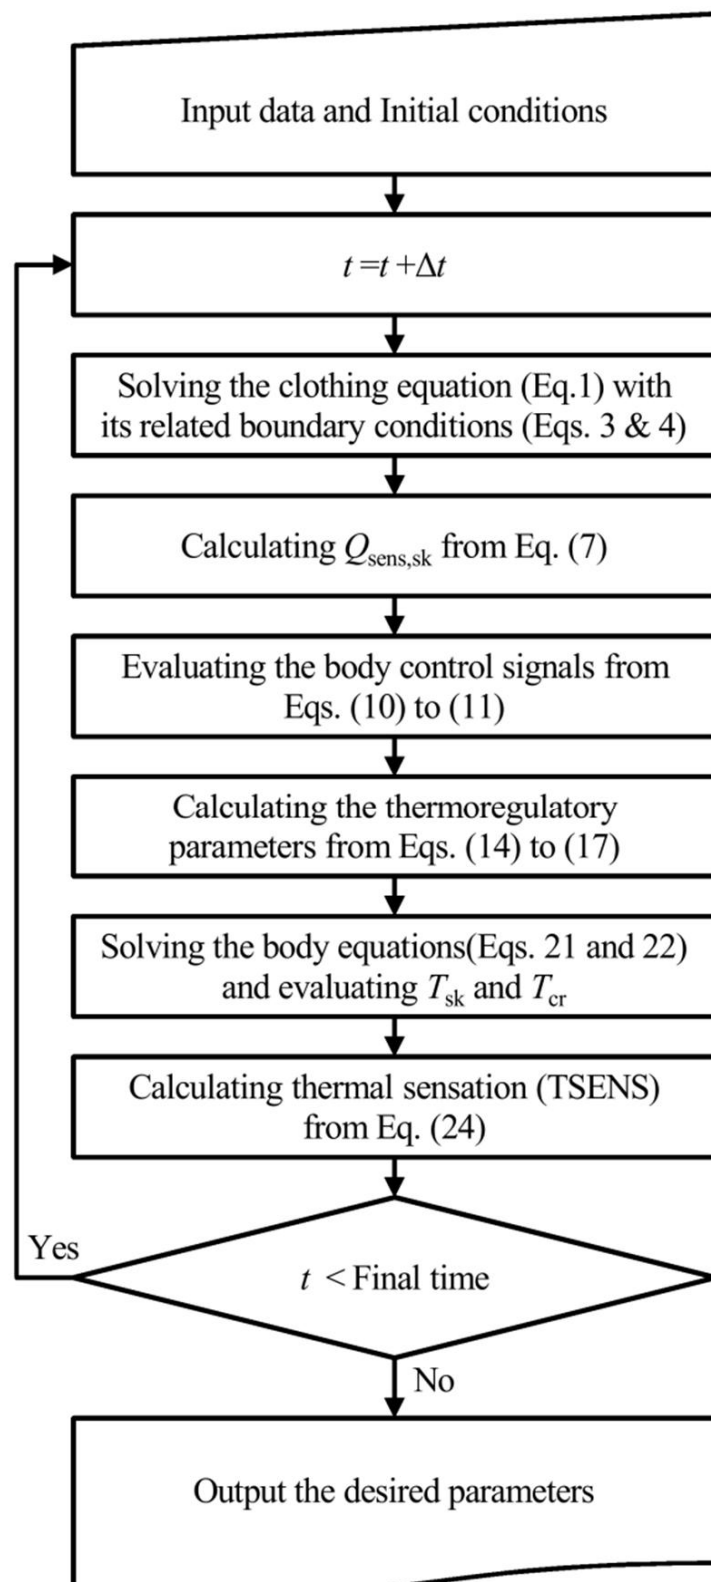 Input data and Initial conditions
t =t +Δt
Solving the clothing equation (Eq.1) with
its related boundary conditions (Eqs. 3 & 4)
Calculating Qsens,sk from Eq. (7)
Evaluating the body control signals from
Eqs. (10) to (11)
Calculating the thermoregulatory
parameters from Eqs. (14) to (17)
Solving the body equations(Eqs. 21 and 22)
and evaluating Tsk and Tcr
Calculating thermal sensation (TSENS)
from Eq. (24)
Yes
t < Final time
No
Output the desired parameters